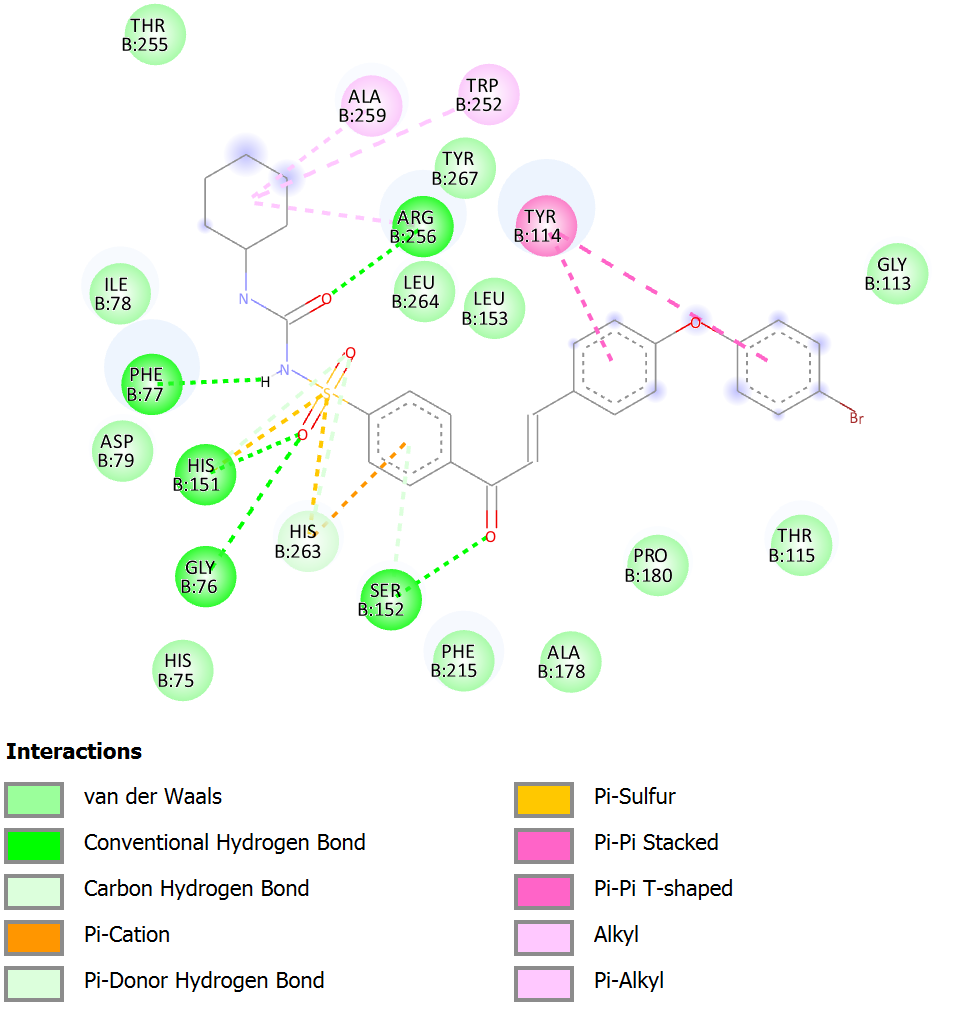 THR
B:255
ALA
B:259
TRP
B:252
TYR
B:267
ARG
B:256
TYR
B:114
GLY
B:113
ILE
B:78
LEU
B:264
LEU
B:153
N
O
O
O
PHE
B:77
H
N
S
O
Br
ASP
B:79
HIS
B:151
HIS
B:263
O
GLY
B:76
SER
B:152
PRO
B:180
THR
B:115
HIS
B:75
PHE
B:215
ALA
B:178
Interactions
van der Waals
Conventional Hydrogen Bond
Carbon Hydrogen Bond
Pi-Cation
Pi-Donor Hydrogen Bond
Pi-Sulfur
Pi-Pi Stacked
Pi-Pi T-shaped
Alkyl
Pi-Alkyl